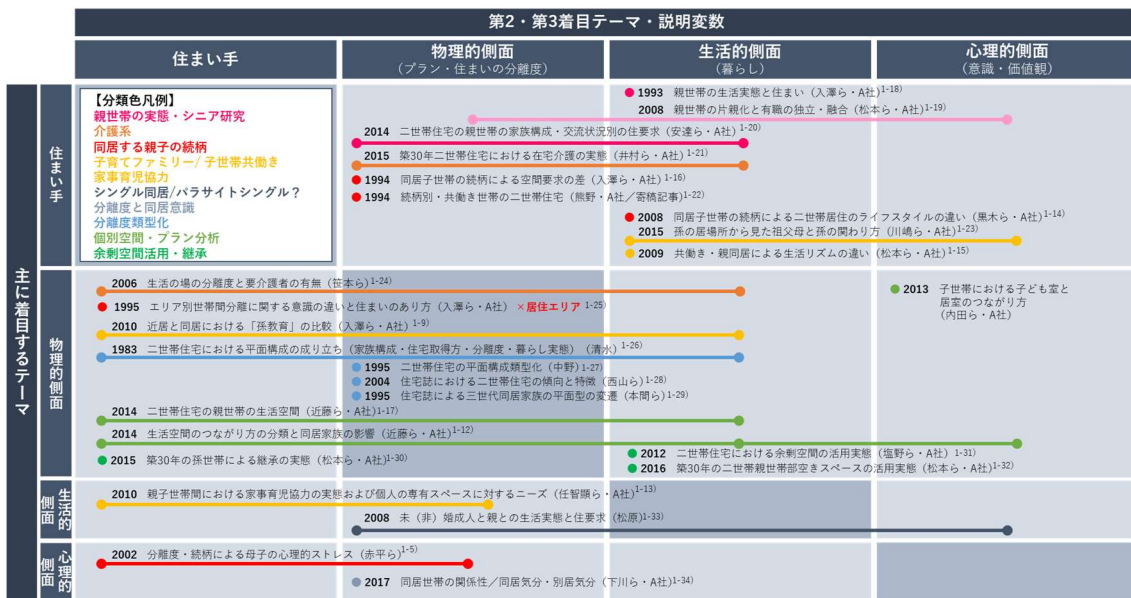 第2・第3着目テーマ・説明変数
住まい手
物理的側面
（プラン・住まいの分離度）
生活的側面
（暮らし）
心理的側面
（意識・価値観）
主に着目するテーマ
住まい手
【分類色凡例】
親世帯の実態・シニア研究
介護系
同居する親子の続柄
子育てファミリー/ 子世帯共働き
家事育児協力
シングル同居/パラサイトシングル？
分離度と同居意識
分離度類型化
個別空間・プラン分析
余剰空間活用・継承
1993 親世帯の生活実態と住まい（入澤ら・A社）1-18)
2008 親世帯の片親化と有職の独立・融合（松本ら・A社）1-19)
2014 二世帯住宅の親世帯の家族構成・交流状況別の住要求（安達ら・A社）1-20)
2015 築30年二世帯住宅における在宅介護の実態（井村ら・A社）1-21)
1994 同居子世帯の続柄による空間要求の差（入澤ら・A社）1-16)
1994 続柄別・共働き世帯の二世帯住宅（熊野・A社／寄稿記事）1-22)
2008 同居子世帯の続柄による二世帯居住のライフスタイルの違い（黒木ら・A社）1-14)
2015 孫の居場所から見た祖父母と孫の関わり方（川嶋ら・A社）1-23)
2009 共働き・親同居による生活リズムの違い（松本ら・A社）1-15)
物理的側面
2006 生活の場の分離度と要介護者の有無（笹本ら）1-24)
1995 エリア別世帯間分離に関する意識の違いと住まいのあり方（入澤ら・A社） ×居住エリア 1-25)
2010 近居と同居における「孫教育」の比較（入澤ら・A社）1-9)
1983 二世帯住宅における平面構成の成り立ち（家族構成・住宅取得方・分離度・暮らし実態）（清水）1-26)
1995 二世帯住宅の平面構成類型化（中野）1-27)
2004 住宅誌における二世帯住宅の傾向と特徴（西山ら）1-28)
1995 住宅誌による三世代同居家族の平面型の変遷（本間ら）1-29)
2014 二世帯住宅の親世帯の生活空間（近藤ら・A社）1-17)
2014 生活空間のつながり方の分類と同居家族の影響（近藤ら・A社）1-12)
2015 築30年の孫世帯による継承の実態（松本ら・A社）1-30)
2012 二世帯住宅における余剰空間の活用実態（塩野ら・A社）1-31)
2016 築30年の二世帯親世帯部空きスペースの活用実態（松本ら・A社）1-32)
2013 子世帯における子ども室と
居室のつながり方
（内田ら・A社）
生活的側面
2010 親子世帯間における家事育児協力の実態および個人の専有スペースに対するニーズ（任智顕ら・A社）1-13)
2008 未（非）婚成人と親との生活実態と住要求（松原）1-33)
心理的側面
2002 分離度・続柄による母子の心理的ストレス（赤平ら）1-5)
2017 同居世帯の関係性／同居気分・別居気分（下川ら・A社）1-34)